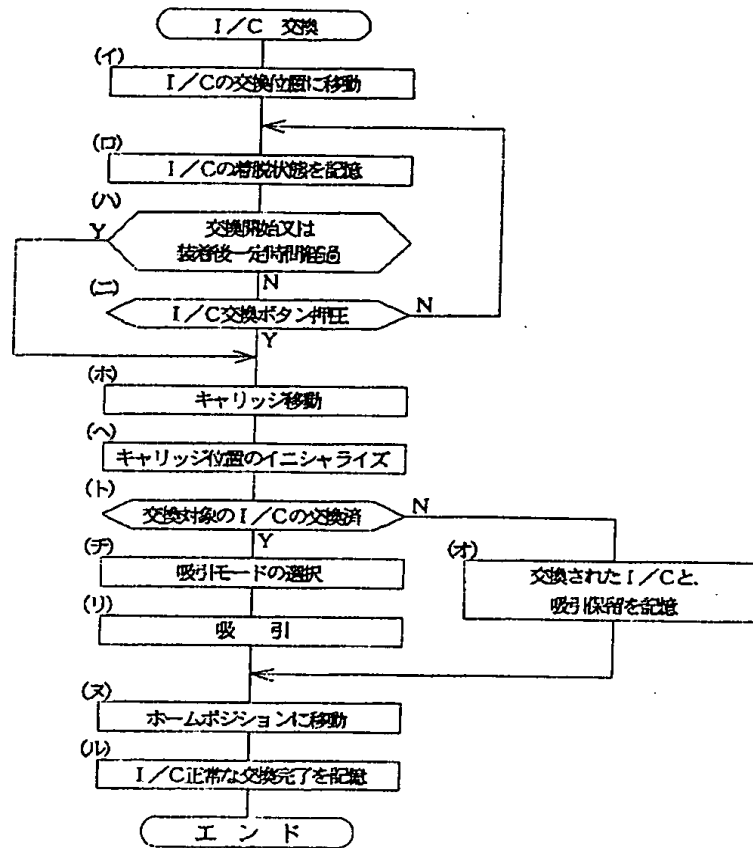 I／C 交換
(イ)
I／Cの交換位置に移動
(ロ)
I／Cの着脱状態を記憶
(ハ)
Y
交換開始又は
装着後一定時間経過
N
(ニ)
I／C交換ボタン押圧
N
Y
(ホ)
キャリッジ移動
(ヘ)
キャリッジ位置のイニシャライズ
(ト)
交換対象のI／Cの交換済
N
Y
(チ)
吸引モードの選択
(オ)
交換されたI／Cと、
吸引保留を記憶
(リ)
吸 引
(ヌ)
ホームポジションに移動
(ル)
I／C正常な交換完了を記憶
エ ン ド